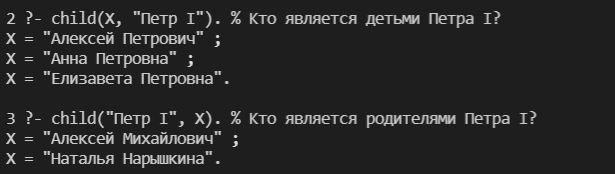 2 ?- child(X, "Петр I"). % Кто является детьми Петра I?
X = "Алексей Петрович" ;
X = "Анна Петровна" ;
X = "Елизавета Петровна".
3 ?- child("Петр I", X). % Кто является родителями Петра I?
X = "Алексей Михайлович" ;
X = "Наталья Нарышкина".